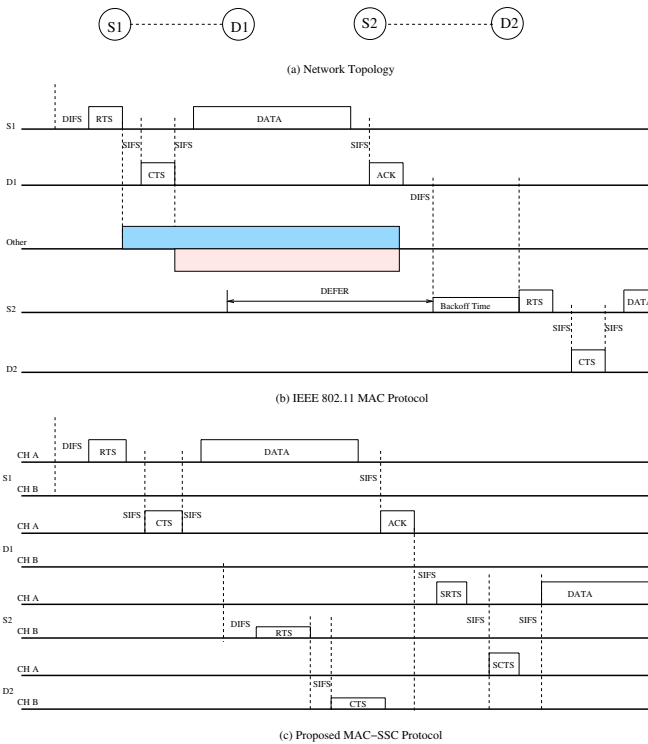 S1 D1 S2 D2
(a) Network Topology
DIFS RTS DATA
S1
SIFS SIFS SIFS
CTS ACK
D1
DIFS
Other
DEFER
Backoff Time RTS DATA
S2
SIFS SIFS
CTS
D2
(b) IEEE 802.11 MAC Protocol
DIFS RTS DATA
CH A
S1 SIFS
CH B
SIFS CTS SIFS ACK
CH A
D1
CH B
SIFS
SRTS DATA
CH A
S2 DIFS RTS SIFS SIFS
CH B
SCTS
CH A
D2 SIFS
CH B CTS
(c) Proposed MAC−SSC Protocol